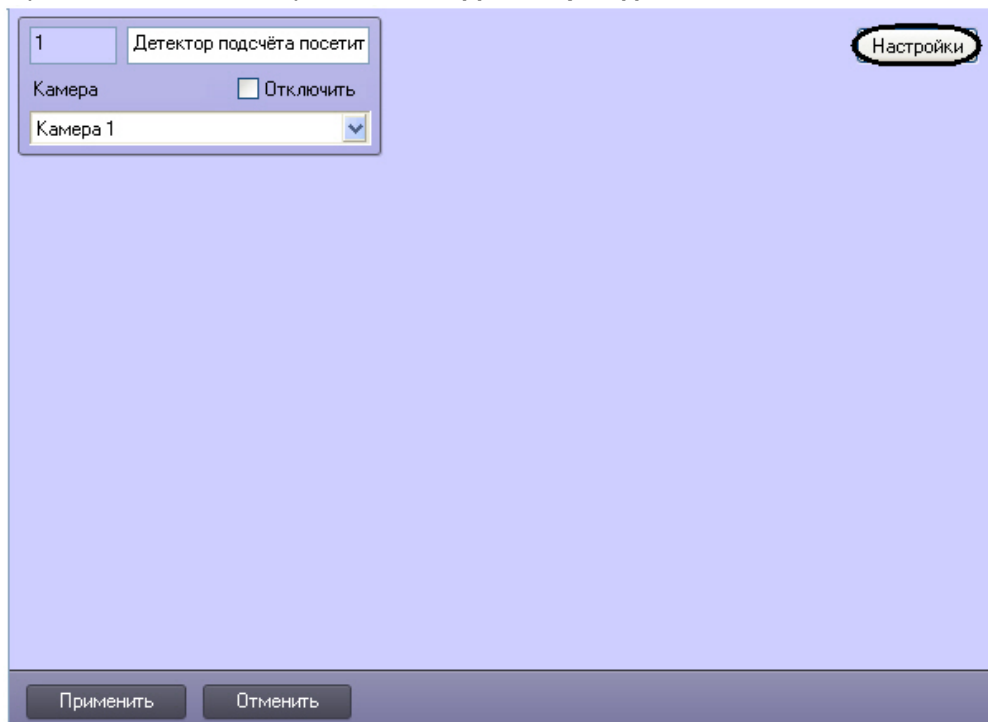 1 Детектор подсчёта посетит
Настройки
Камера Отключить
Камера 1
Применить Отменить